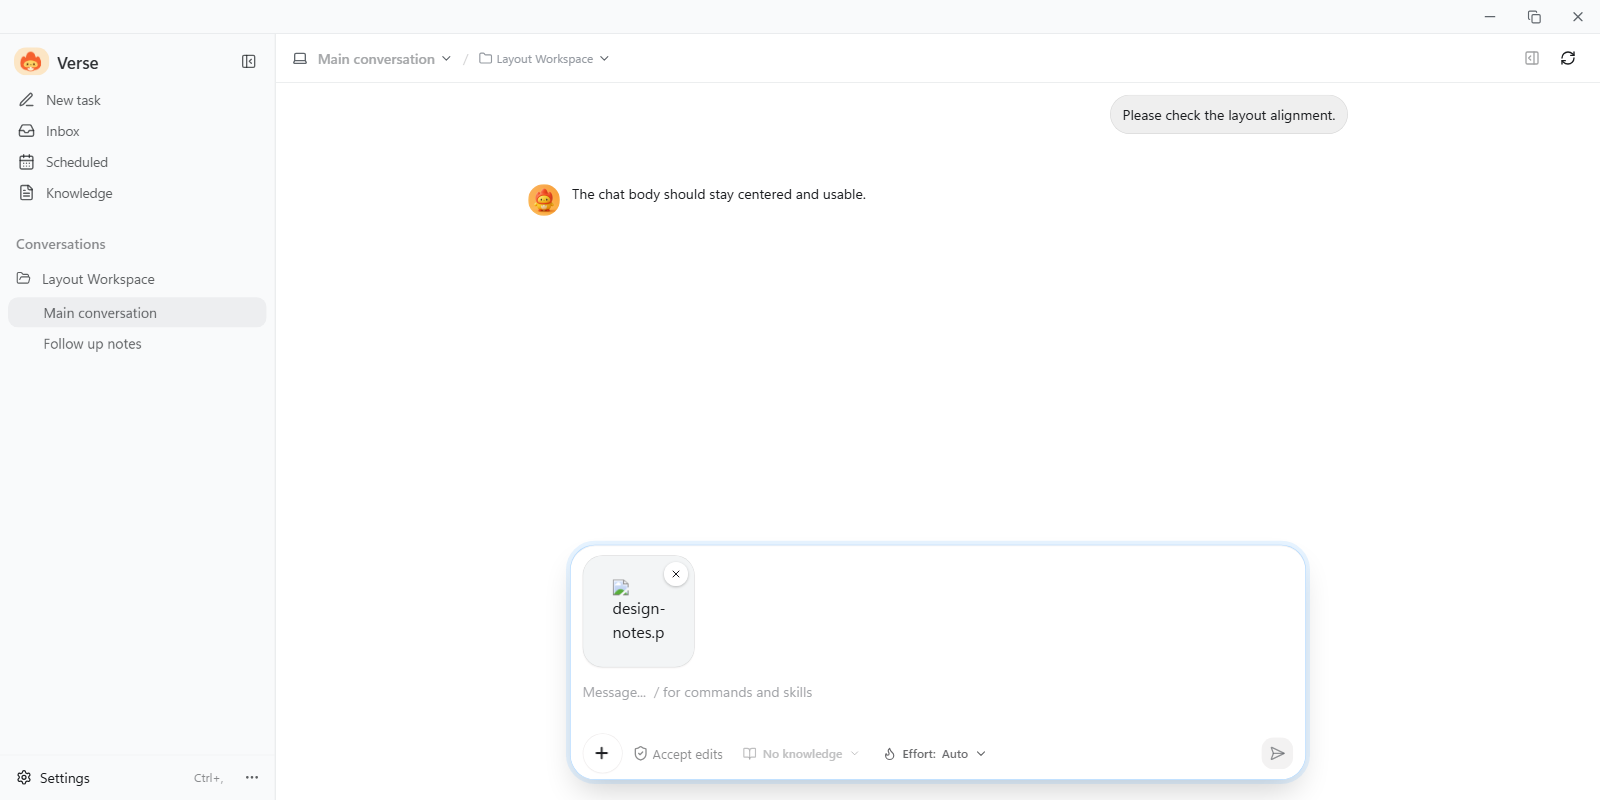 Verse
New task
Inbox
Scheduled
Knowledge
Conversations
Layout Workspace
Main conversation
Follow up notes
Settings
Ctrl+,
Main conversation / Layout Workspace
Please check the layout alignment.
The chat body should stay centered and usable.
design-
notes.p
Message... / for commands and skills
Accept edits
No knowledge
Effort: Auto